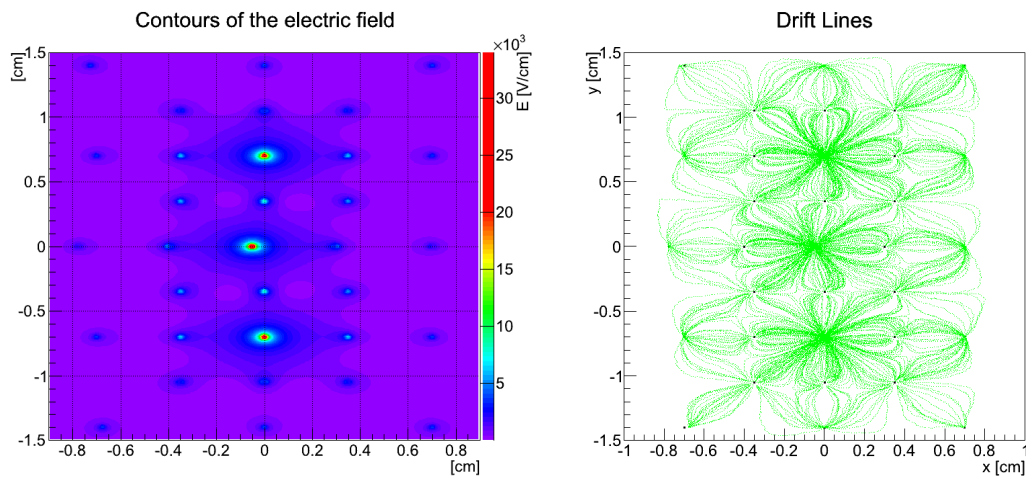 Contours of the electric field
×10³
[cm]
1.5
1
0.5
0
-0.5
-1
-1.5
-0.8 -0.6 -0.4 -0.2 0 0.2 0.4 0.6 0.8
[cm]
E [V/cm]
30
25
20
15
10
5
Drift Lines
y [cm]
1.5
1
0.5
0
-0.5
-1
-1.5
-1 -0.8 -0.6 -0.4 -0.2 0 0.2 0.4 0.6 0.8 1
x [cm]